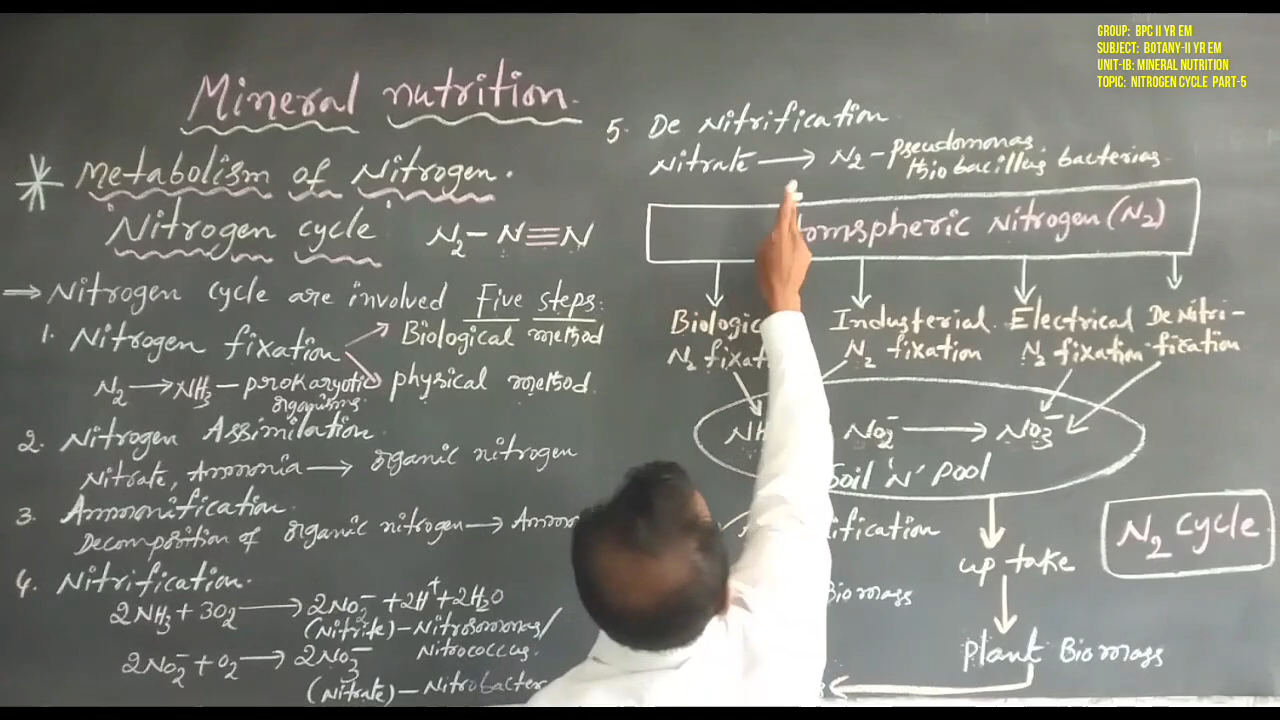 GROUP: BPC II YR EM
SUBJECT: BOTANY-II YR EM
UNIT-IB: MINERAL NUTRITION
TOPIC: NITROGEN CYCLE PART-5
Mineral nutrition.
Metabolism of Nitrogen.
Nitrogen cycle N₂ - N≡N
→ Nitrogen cycle are involved Five steps:
1. Nitrogen fixation
Biological method
physical method.
N₂ → NH₃ - prokaryotic
organisms.
2. Nitrogen Assimilation.
Nitrate, Ammonia → organic nitrogen
3. Ammonification.
Decomposition of organic nitrogen → Ammo
4. Nitrification.
2NH₃ + 3O₂ → 2NO₂⁻ + 2H⁺ + 2H₂O
(Nitrite) - Nitrosomonas/
Nitrococcus.
2NO₂⁻ + O₂ → 2NO₃⁻
(Nitrate) - Nitrobacter
5. De Nitrification.
Nitrate → N₂ - pseudomonas.
thiobacillus bacterias.
tomspheric Nitrogen (N₂)
Biologic
N₂ fixat
Industerial
N₂ fixation
Electrical
N₂ fixation
De Nitri-
fication
NH
NO₂⁻ → NO₃⁻
Soil 'N' Pool
ification
up take
N₂ cycle
Biomass
Plant Biomass